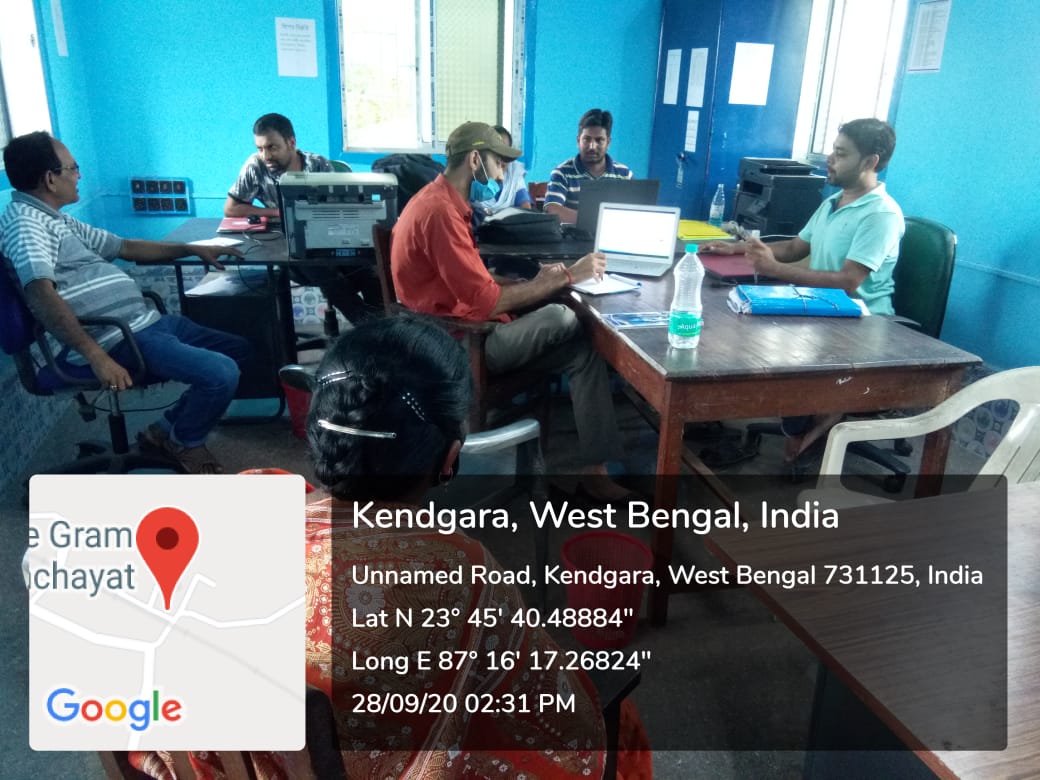 e Gram
chayat
Google
Kendgara, West Bengal, India
Unnamed Road, Kendgara, West Bengal 731125, India
Lat N 23° 45' 40.48884"
Long E 87° 16' 17.26824"
28/09/20 02:31 PM